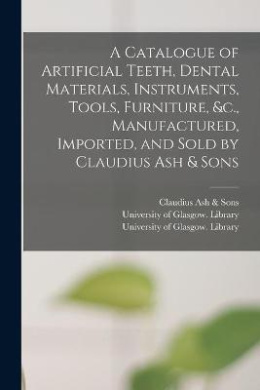 A Catalogue of
Artificial Teeth, Dental
Materials, Instruments,
Tools, Furniture, &c.,
Manufactured,
Imported, and Sold by
Claudius Ash & Sons
Claudius Ash & Sons
University of Glasgow. Library
University of Glasgow. Library